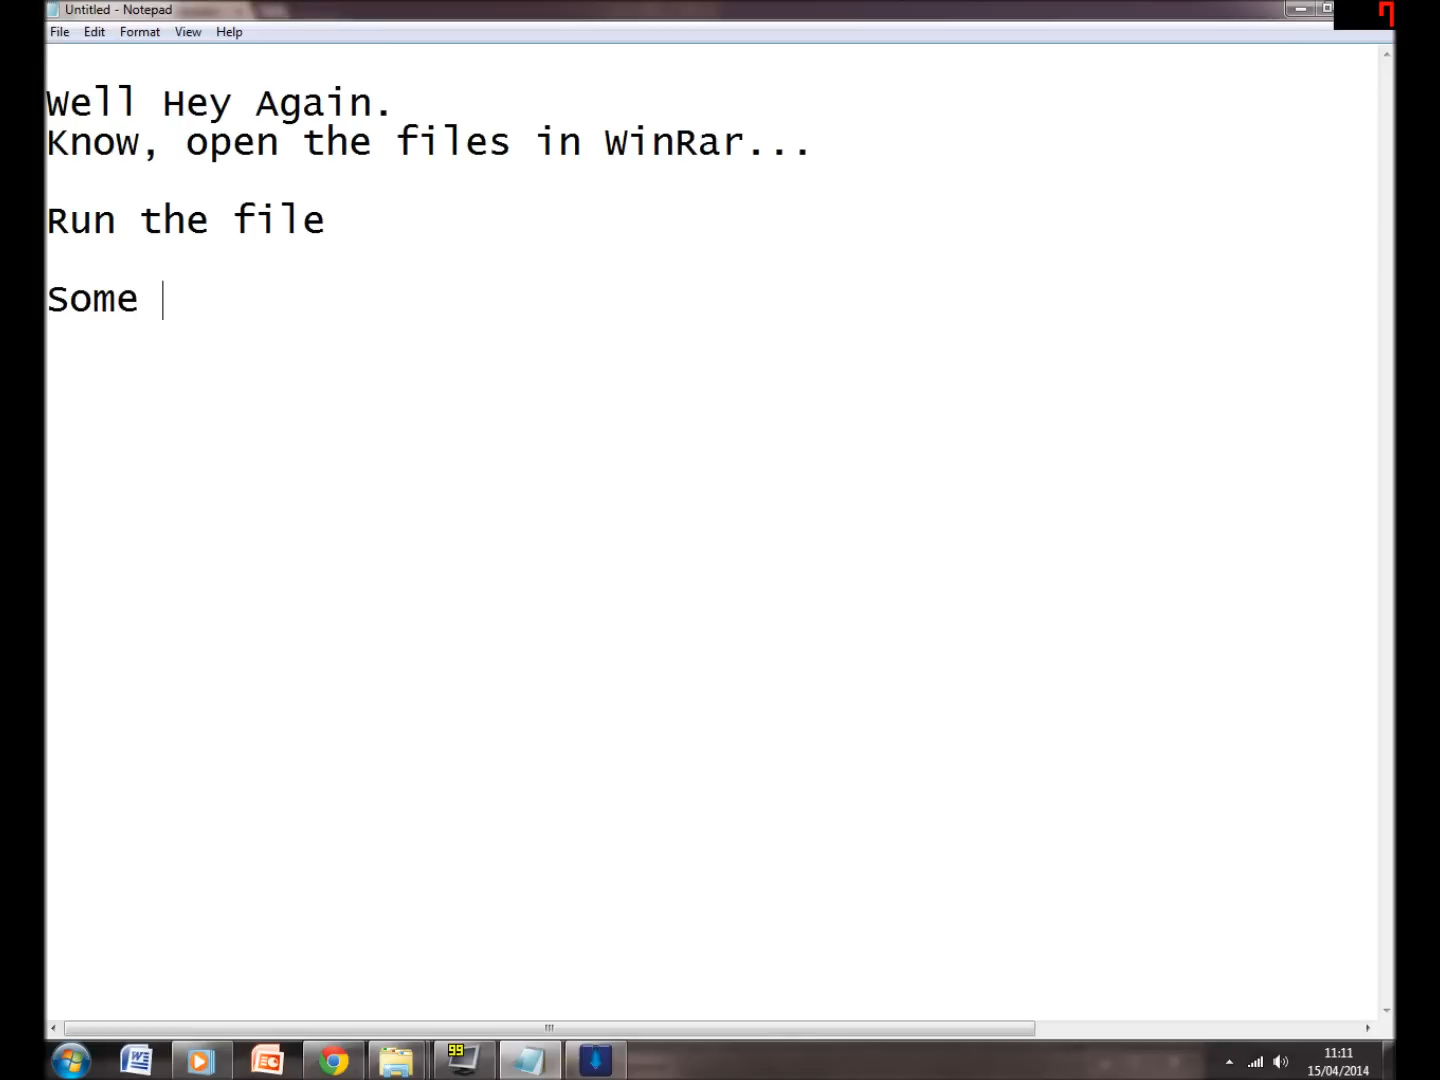 Untitled - Notepad
File Edit Format View Help
Well Hey Again.
Know, open the files in WinRar...
Run the file
Some
99
11:11
15/04/2014